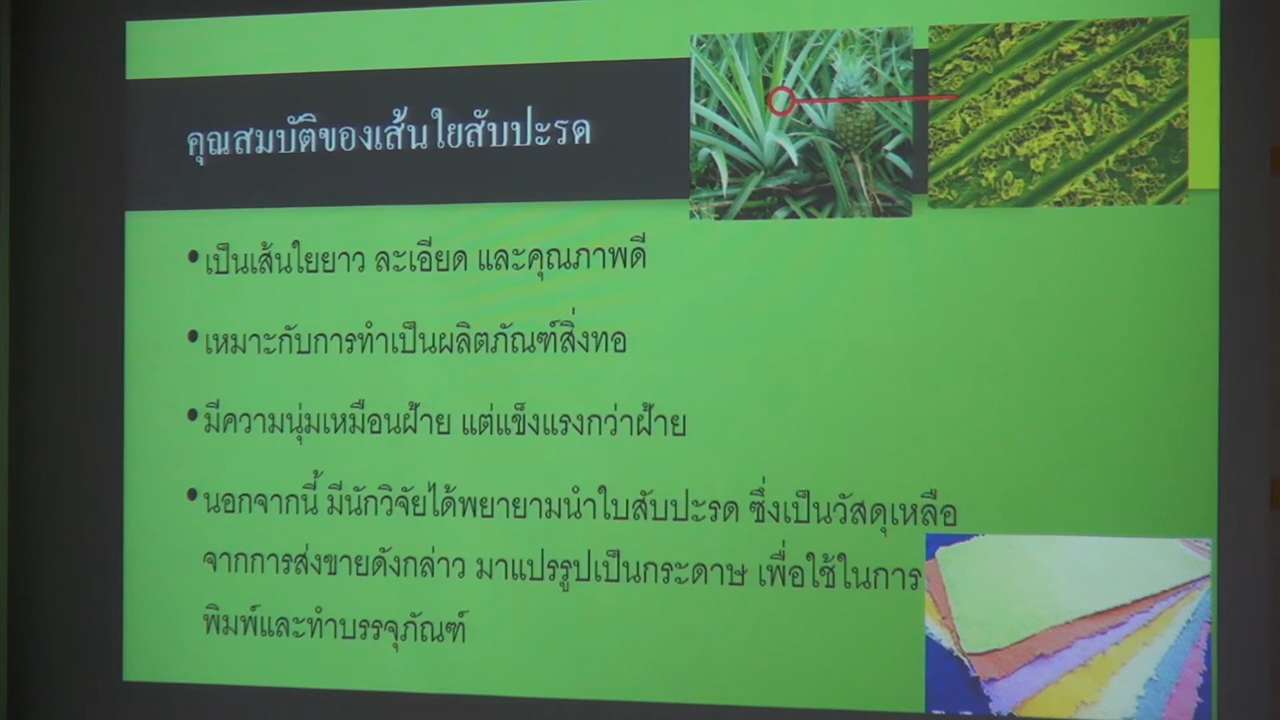 คุณสมบัติของเส้นใยสับปะรด
•เป็นเส้นใยยาว ละเอียด และคุณภาพดี
•เหมาะกับการทำเป็นผลิตภัณฑ์สิ่งทอ
•มีความนุ่มเหมือนฝ้าย แต่แข็งแรงกว่าฝ้าย
•นอกจากนี้ มีนักวิจัยได้พยายามนำใบสับปะรด ซึ่งเป็นวัสดุเหลือ
จากการส่งขายดังกล่าว มาแปรรูปเป็นกระดาษ เพื่อใช้ในการ
พิมพ์และทำบรรจุภัณฑ์